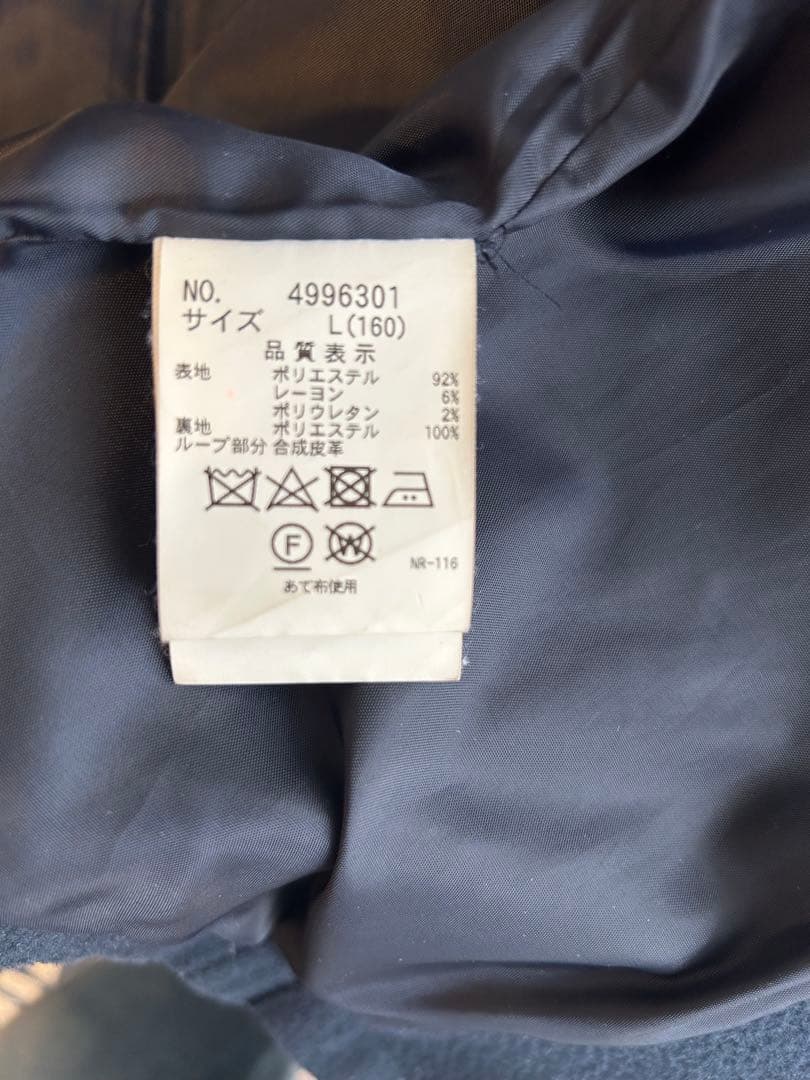 NO. 4996301
サイズ L(160)
品質表示
表地 ポリエステル 92%
レーヨン 6%
ポリウレタン 2%
裏地 ポリエステル 100%
ループ部分 合成皮革
F W
NR-116
あて布使用